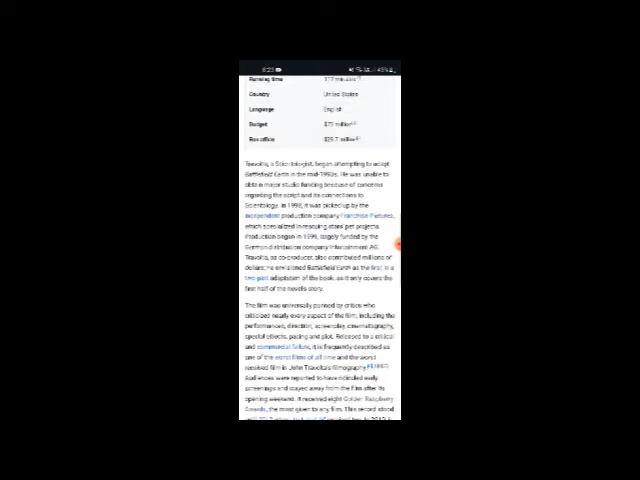 Running time 117 minutes
Country United States
Language English
Budget $73 million
Box office $29.7 million
Travolta, a Scientologist, began attempting to adapt
Battlefield Earth in the mid-1990s. He was unable to
obtain major studio funding because of concerns
regarding the script and its connections to
Scientology. In 1998, it was picked up by the
independent production company Franchise Pictures,
which specialized in rescuing stars' pet projects.
Production began in 1999, largely funded by the
German distribution company Intertainment AG.
Travolta, as co-producer, also contributed millions of
dollars; he envisioned Battlefield Earth as the first in a
two-part adaptation of the book, as it only covers the
first half of the novel's story.
The film was universally panned by critics who
criticized nearly every aspect of the film, including the
performances, direction, screenplay, cinematography,
special effects, pacing and plot. Released to a critical
and commercial failure, it is frequently described as
one of the worst films of all time and the worst
received film in John Travolta's filmography.
Audiences were reported to have ridiculed early
screenings and stayed away from the film after its
opening weekend. It received eight Golden Raspberry
Awards, the most given to any film. This record stood